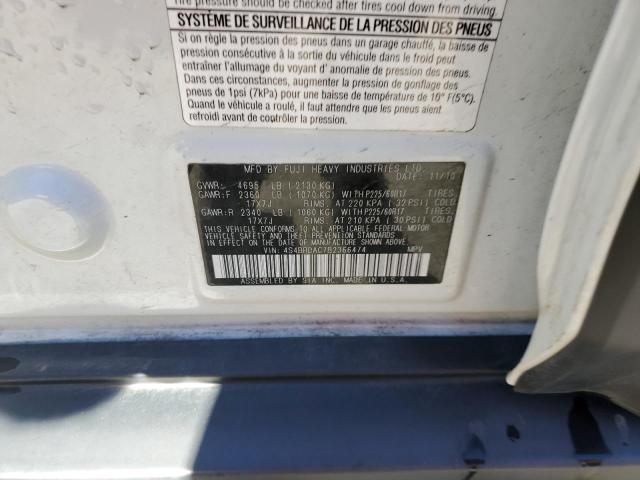 re pressure should be checked after tires cool down from driving.
SYSTÈME DE SURVEILLANCE DE LA PRESSION DES PNEUS
Si on règle la pression des pneus dans un garage chauffé, la baisse de
pression consécutive à la sortie du véhicule dans le froid peut
entraîner l'allumage du voyant d' anomalie de pression des pneus.
Dans ces circonstances, augmenter la pression de gonflage des
pneus de 1psi (7kPa) pour une baisse de température de 10° F(5°C).
Quand le véhicule a roulé, il faut attendre que les pneus aient
refroidi avant de contrôler la pression.
MFD BY FUJI HEAVY INDUSTRIES LTD.
DATE: 11/10
GVWR: 4695 LB (2130 KG)
GAWR:F 2360 LB (1070 KG) WITH P225/60R17 TIRES.
17X7J RIMS AT 220 KPA (32 PSI) COLD
GAWR:R 2340 LB (1060 KG) WITH P225/60R17 TIRES.
17X7J RIMS AT 210 KPA (30 PSI) COLD
THIS VEHICLE CONFORMS TO ALL APPLICABLE FEDERAL MOTOR
VEHICLE SAFETY, BUMPER, AND THEFT PREVENTION STANDARDS
IN EFFECT ON THE DATE OF MANUFACTURE SHOWN ABOVE.
VIN: MPV
ASSEMBLED BY SIA INC. MADE IN U.S.A.